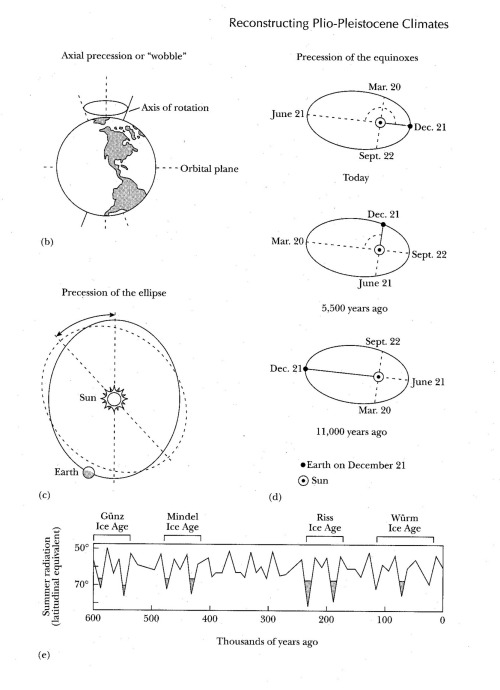 Reconstructing Plio-Pleistocene Climates
Axial precession or “wobble”
Axis of rotation
Orbital plane
(b)
Precession of the equinoxes
Mar. 20
June 21
Dec. 21
Sept. 22
Today
Dec. 21
Mar. 20
Sept. 22
June 21
5,500 years ago
Sept. 22
Dec. 21
June 21
Mar. 20
11,000 years ago
Earth on December 21
Sun
(d)
Precession of the ellipse
Sun
Earth
(c)
Günz
Ice Age
Mindel
Ice Age
Riss
Ice Age
Würm
Ice Age
Summer radiation
(latitudinal equivalent)
50°
70°
600 500 400 300 200 100 0
Thousands of years ago
(e)